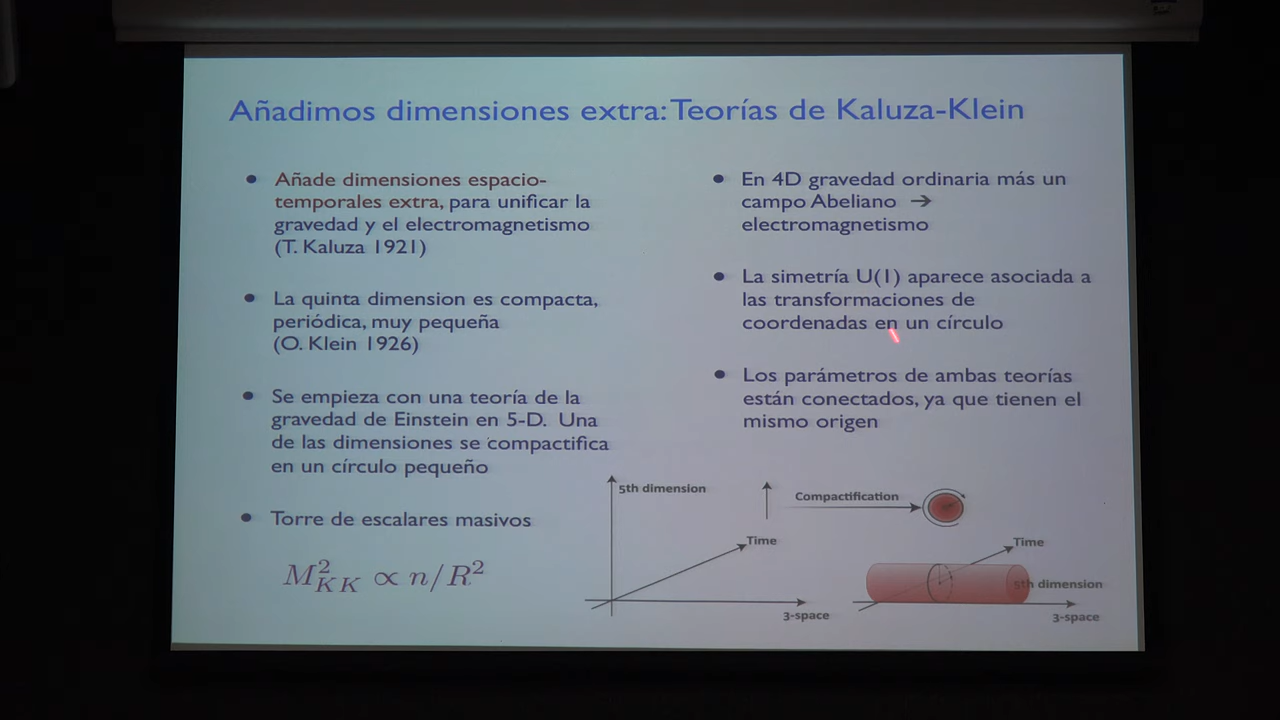 Añadimos dimensiones extra: Teorías de Kaluza-Klein
• Añade dimensiones espacio-
temporales extra, para unificar la
gravedad y el electromagnetismo
(T. Kaluza 1921)
• La quinta dimension es compacta,
periódica, muy pequeña
(O. Klein 1926)
• Se empieza con una teoría de la
gravedad de Einstein en 5-D. Una
de las dimensiones se compactifica
en un círculo pequeño
• Torre de escalares masivos
M²_KK ∝ n/R²
• En 4D gravedad ordinaria más un
campo Abeliano →
electromagnetismo
• La simetría U(1) aparece asociada a
las transformaciones de
coordenadas en un círculo
• Los parámetros de ambas teorías
están conectados, ya que tienen el
mismo origen
5th dimension
Time
3-space
Compactification
Time
5th dimension
3-space